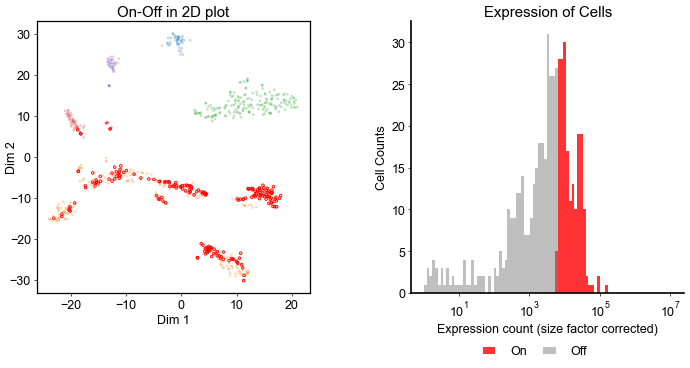 On-Off in 2D plot
30
20
10
0
−10
−20
−30
Dim 2
−20 −10 0 10 20
Dim 1
Expression of Cells
30
25
20
15
10
5
0
Cell Counts
10^1 10^3 10^5 10^7
Expression count (size factor corrected)
On Off